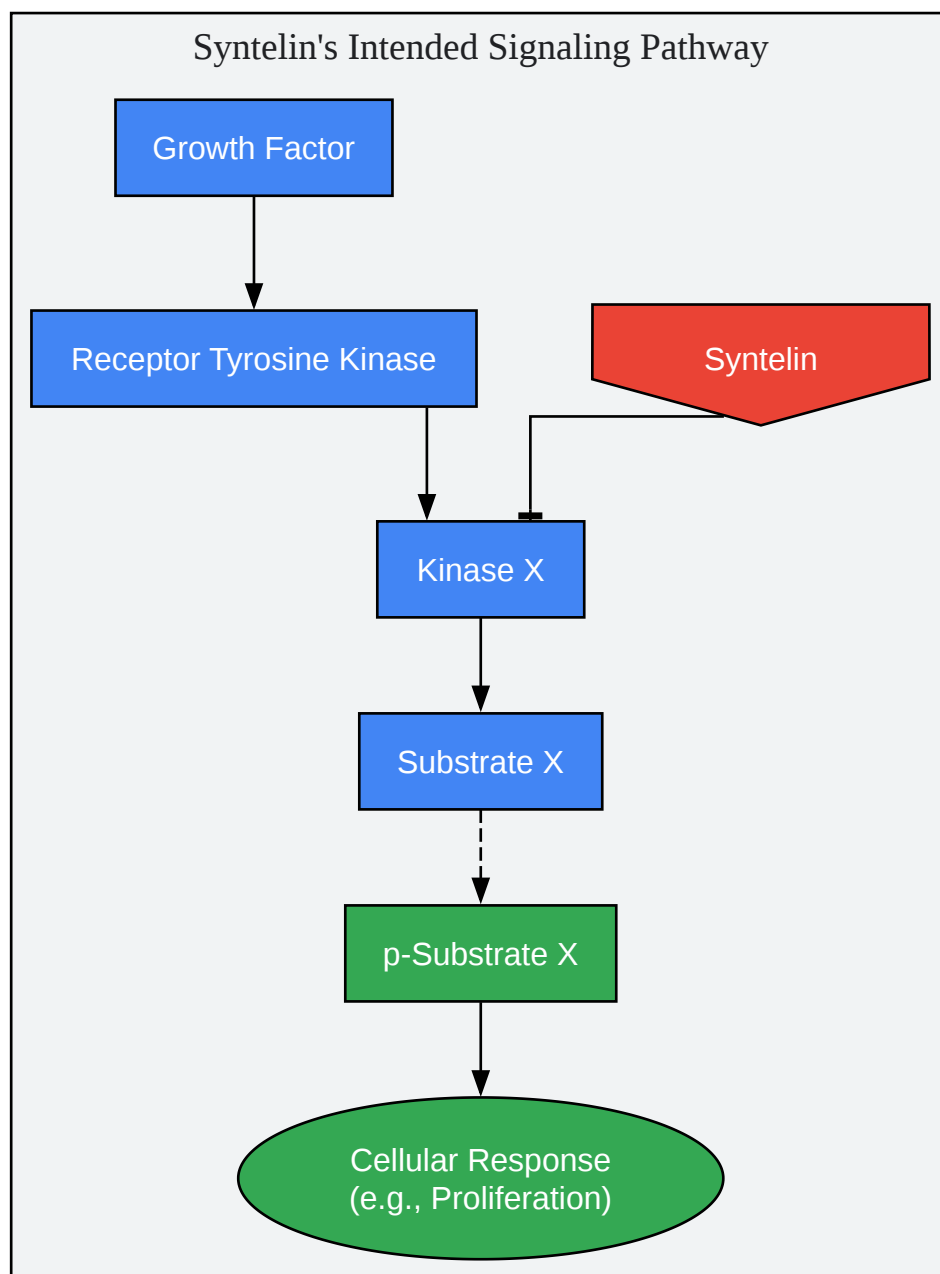 Syntelin's Intended Signaling Pathway
Growth Factor
Receptor Tyrosine Kinase
Syntelin
Kinase X
Substrate X
p-Substrate X
Cellular Response
(e.g., Proliferation)